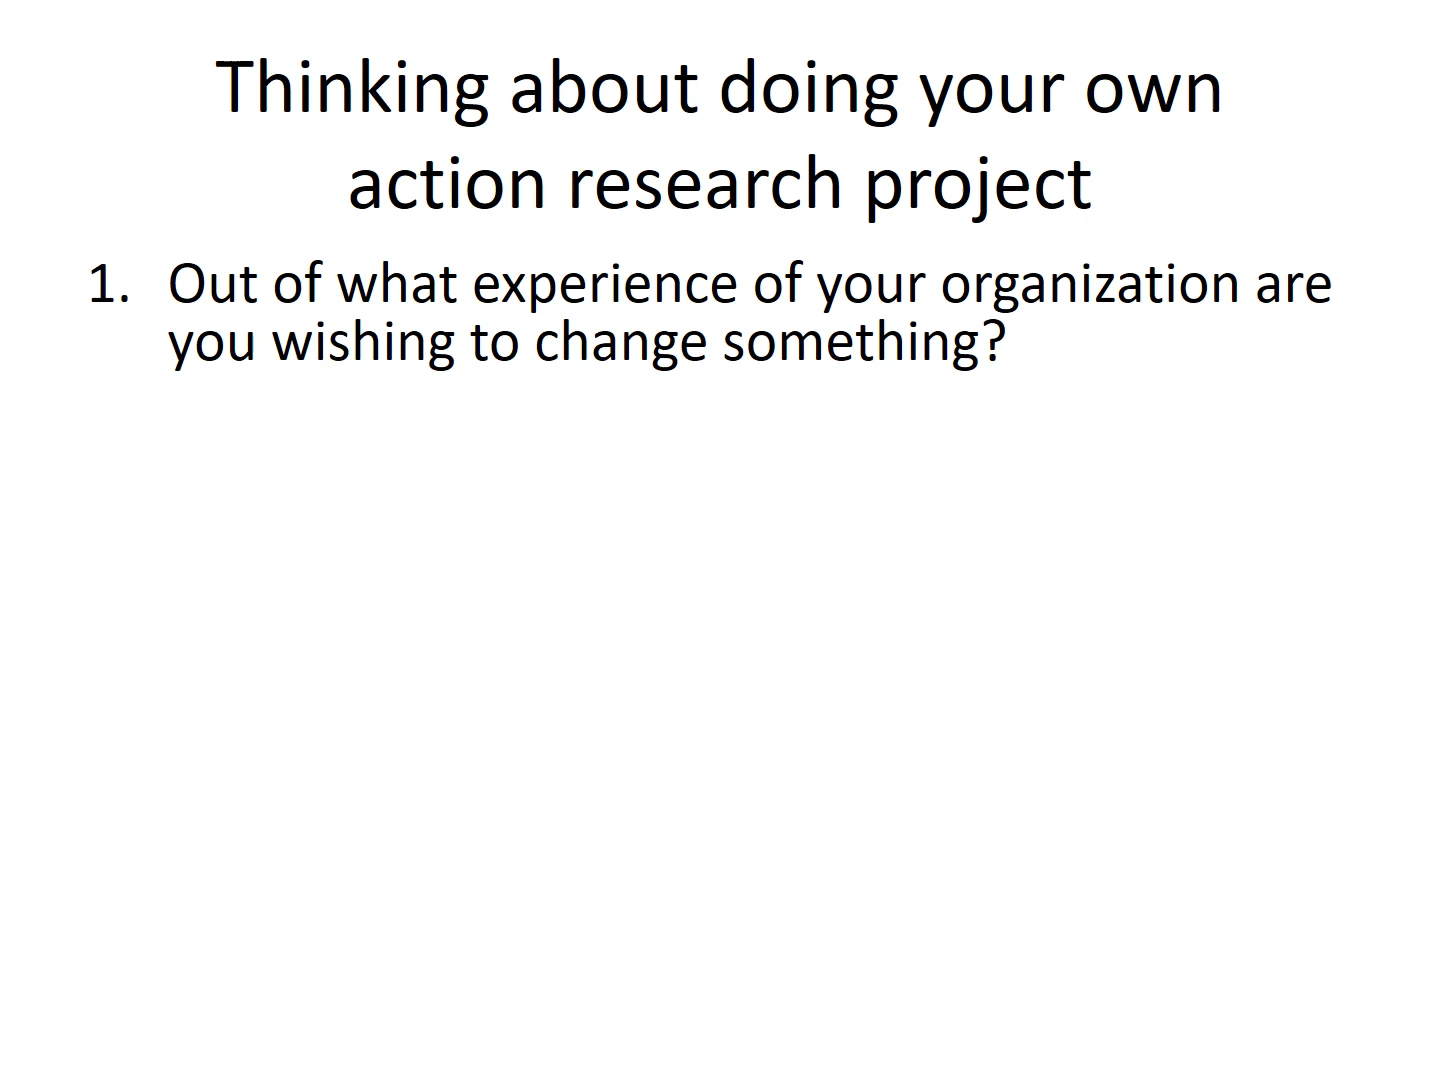 Thinking about doing your own
action research project
1. Out of what experience of your organization are
you wishing to change something?